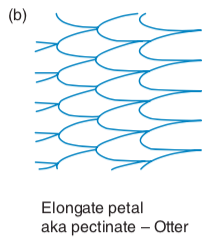 (b)
Elongate petal
aka pectinate – Otter